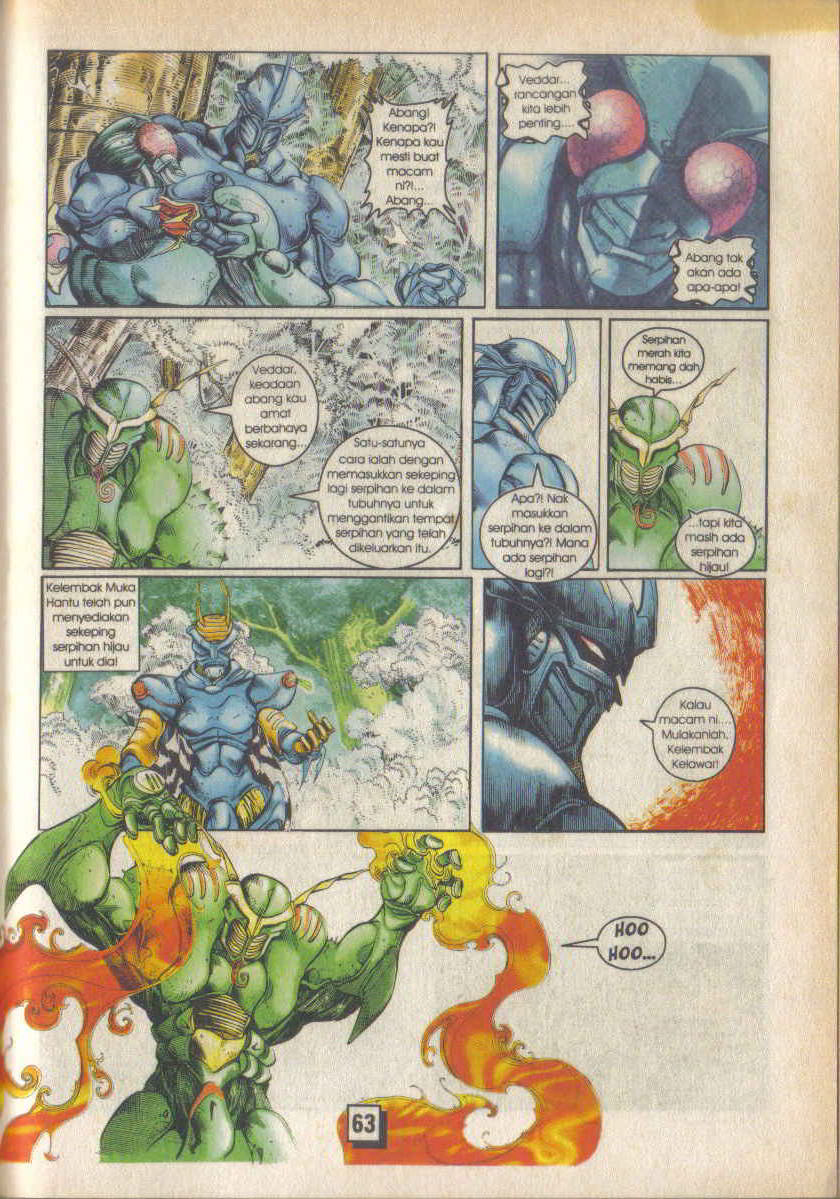 Abang!
Kenapa?!
Kenapa kau
mesti buat
macam
ni?!...
Abang...
Veddar...
rancangan
kita lebih
penting....
Abang tak
akan ada
apa-apa!
Veddar,
keadaan
abang kau
amat
berbahaya
sekarang...
Satu-satunya
cara ialah dengan
memasukkan sekeping
lagi serpihan ke dalam
tubuhnya untuk
menggantikan tempat
serpihan yang telah
dikeluarkan itu.
Apa?! Nak
masukkan
serpihan ke dalam
tubuhnya?! Mana
ada serpihan
lagi?!
Serpihan
merah kita
memang dah
habis...
...tapi kita
masih ada
serpihan
hijau!
Kelembak Muka
Hantu telah pun
menyediakan
sekeping
serpihan hijau
untuk dia!
Kalau
macam ni....
Mulakanlah,
Kelembak
Kelawar!
HOO
HOO...
63